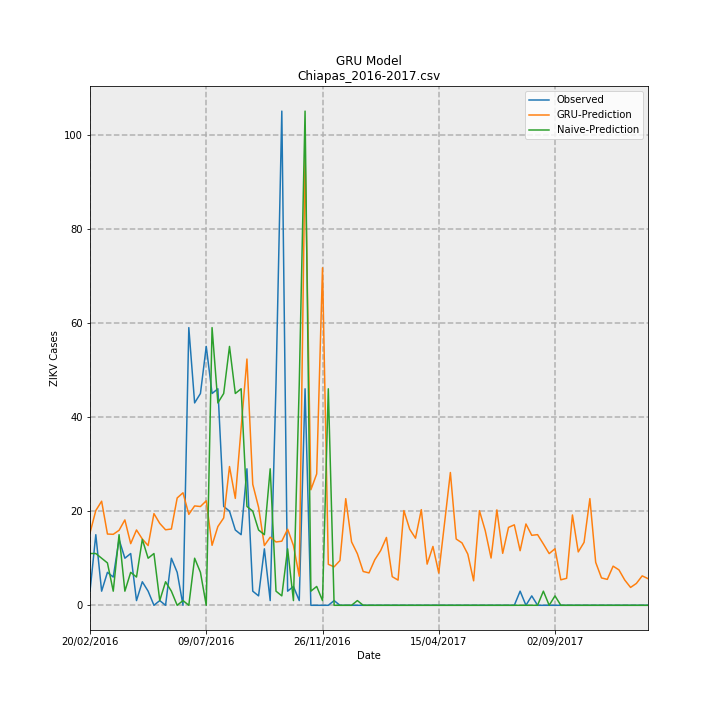 GRU Model
Chiapas_2016-2017.csv
Observed
GRU-Prediction
Naive-Prediction
ZIKV Cases
100
80
60
40
20
0
20/02/2016
09/07/2016
26/11/2016
15/04/2017
02/09/2017
Date